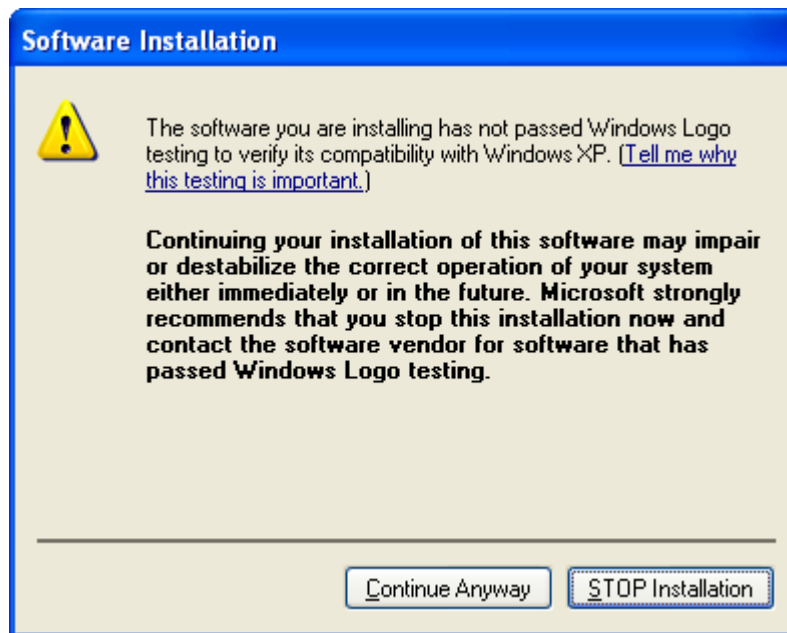 Software Installation
The software you are installing has not passed Windows Logo
testing to verify its compatibility with Windows XP. (Tell me why
this testing is important.)
Continuing your installation of this software may impair
or destabilize the correct operation of your system
either immediately or in the future. Microsoft strongly
recommends that you stop this installation now and
contact the software vendor for software that has
passed Windows Logo testing.
Continue Anyway
STOP Installation